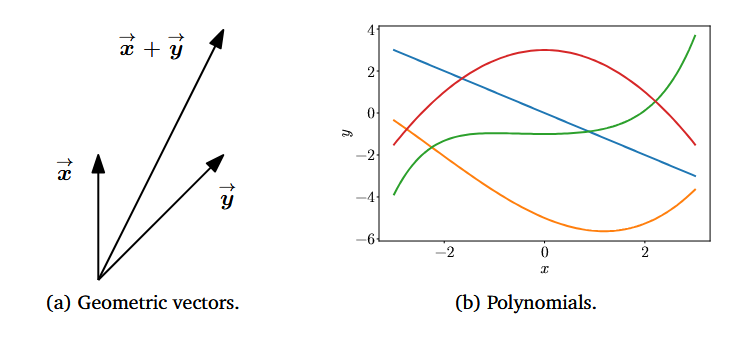 x⃗ + y⃗
x⃗
y⃗
4
2
0
−2
−4
−6
y
−2 0 2
x
(a) Geometric vectors.
(b) Polynomials.